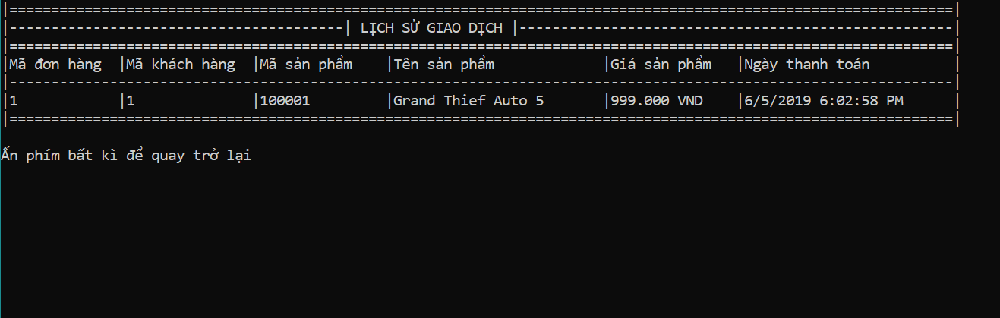 |=================================================================================================================|
|----------------------------------------| LỊCH SỬ GIAO DỊCH |----------------------------------------------------|
|=================================================================================================================|
|Mã đơn hàng  |Mã khách hàng  |Mã sản phẩm    |Tên sản phẩm             |Giá sản phẩm   |Ngày thanh toán          |
|-----------------------------------------------------------------------------------------------------------------|
|1            |1              |100001         |Grand Thief Auto 5       |999.000 VND    |6/5/2019 6:02:58 PM      |
|=================================================================================================================|
Ấn phím bất kì để quay trở lại